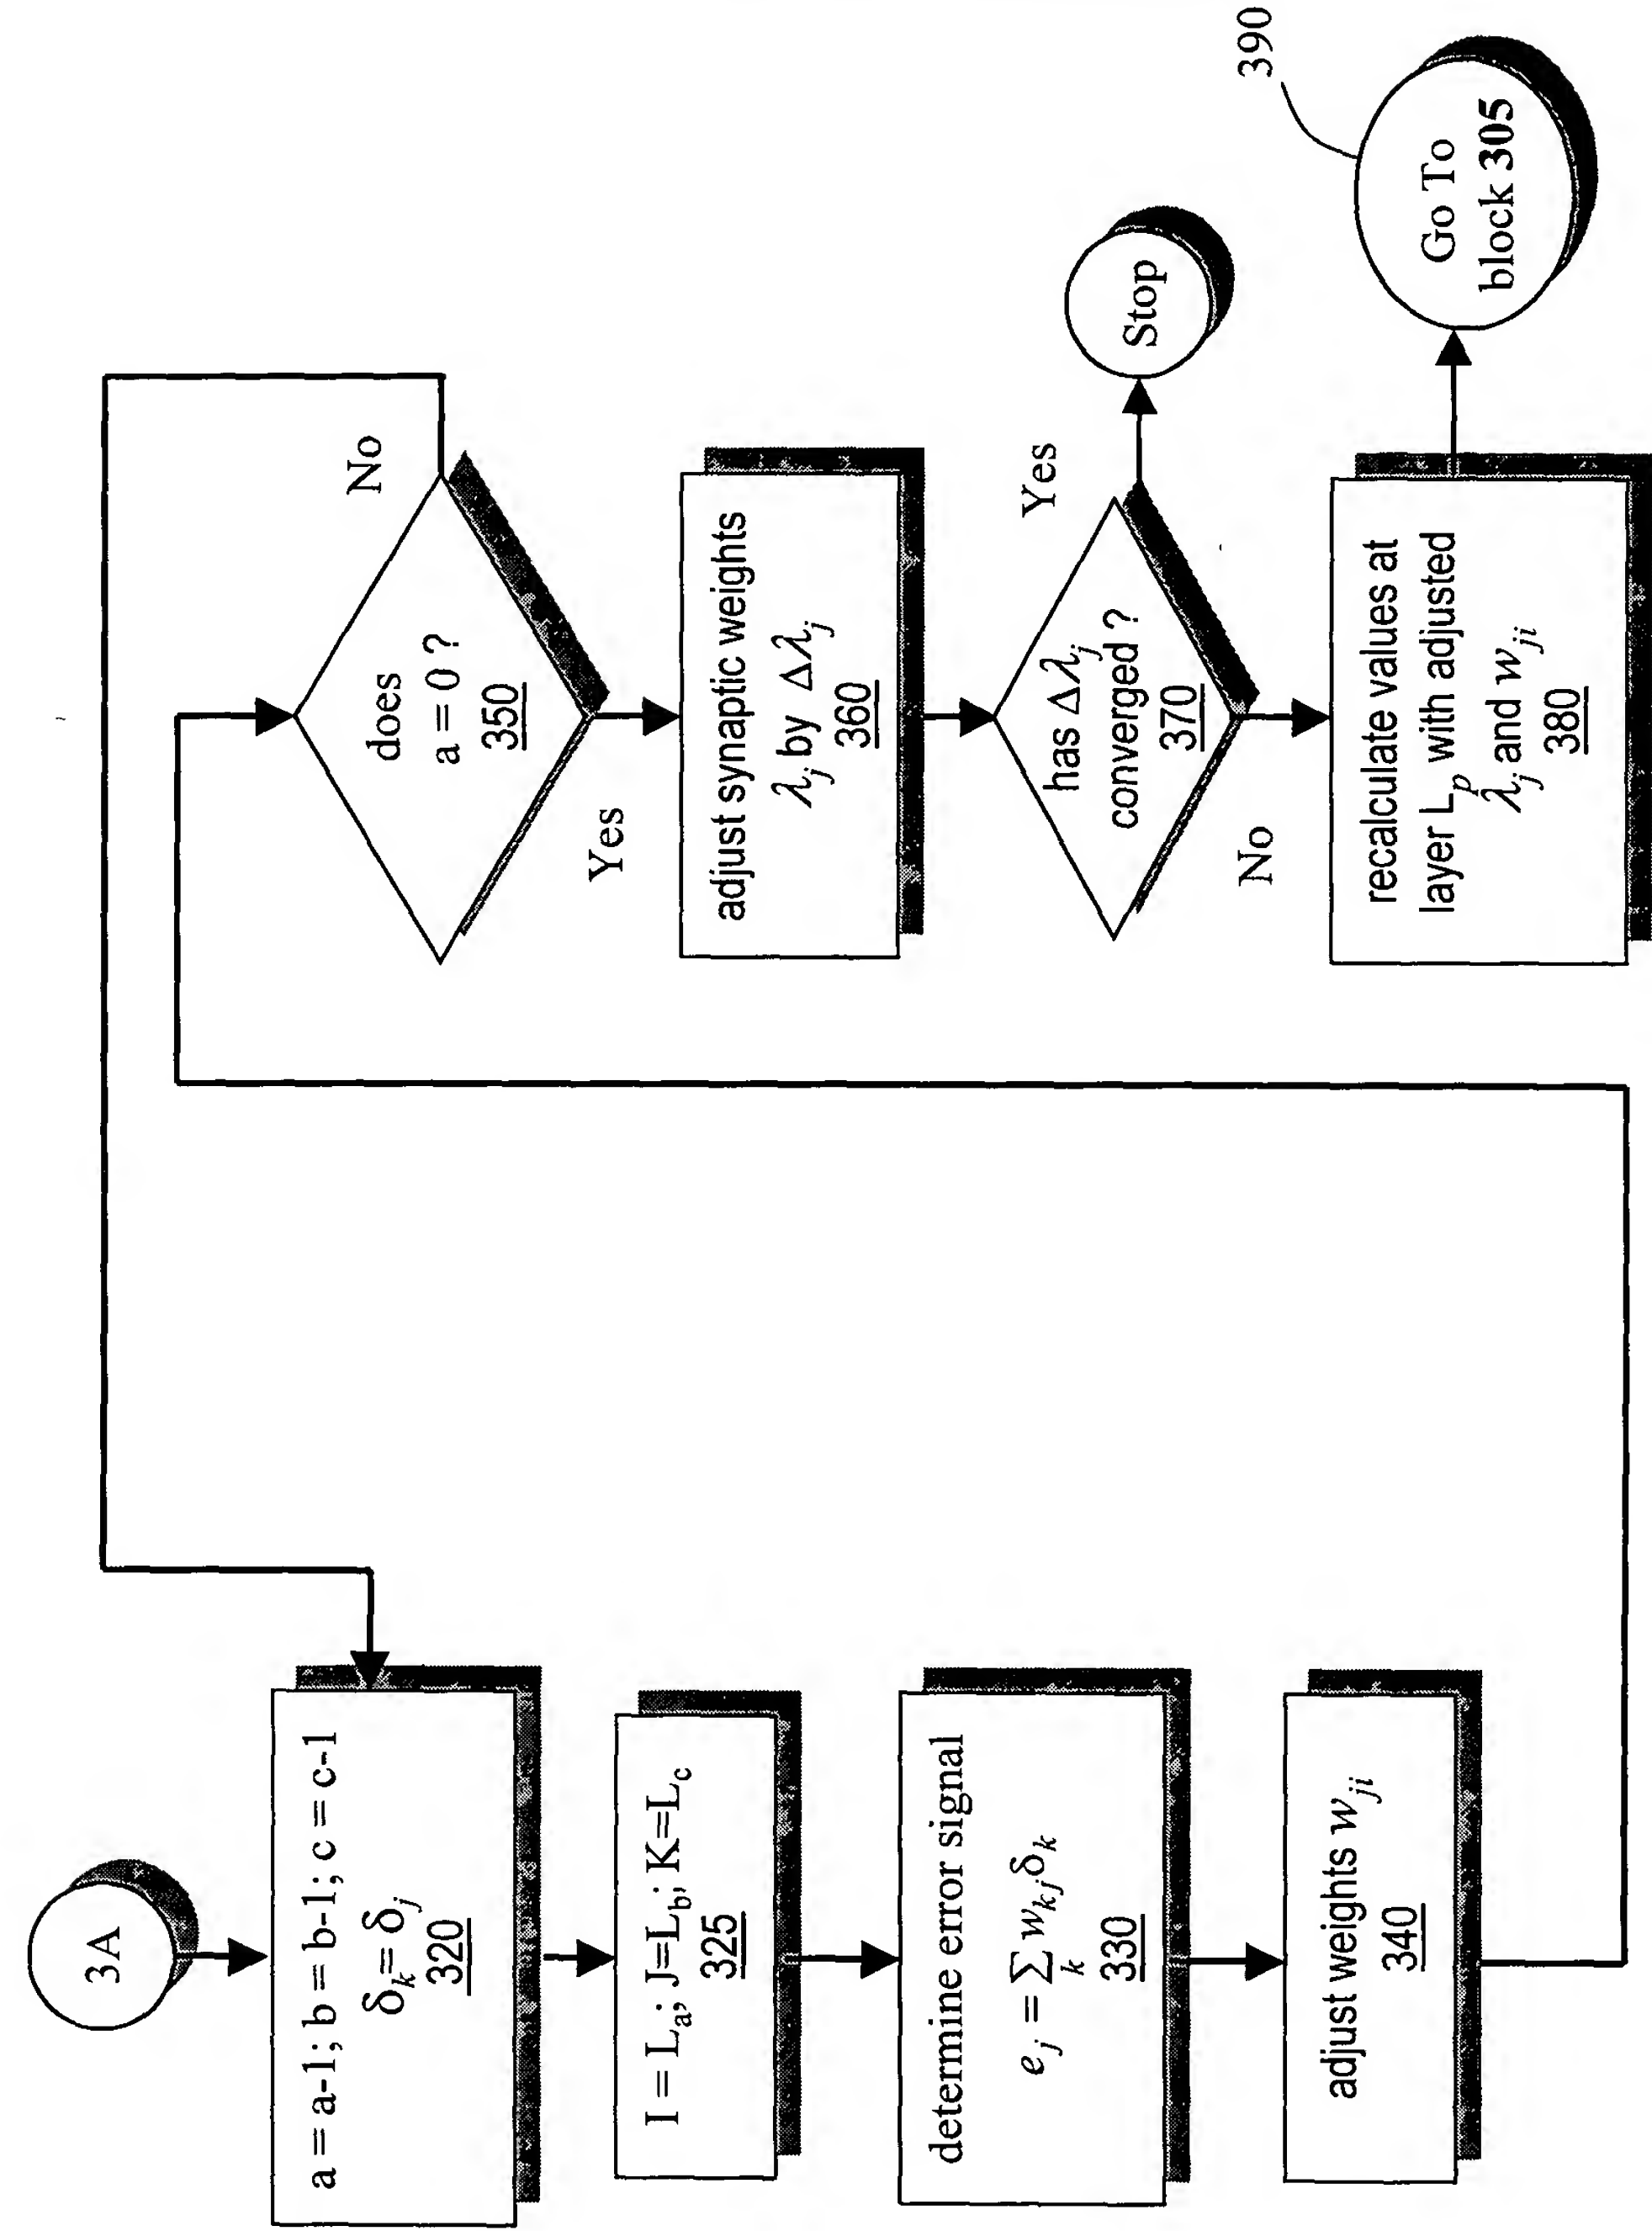 3A
a = a-1; b = b-1; c = c-1
δk = δj
320
I = La; J=Lb; K=Lc
325
determine error signal
ej = Σk wkjδk
330
adjust weights wji
340
does
a = 0 ?
350
No
Yes
adjust synaptic weights
λj by Δλj
360
has Δλj
converged ?
370
Yes
Stop
No
recalculate values at
layer Lp with adjusted
λj and wji
380
Go To
block 305
390